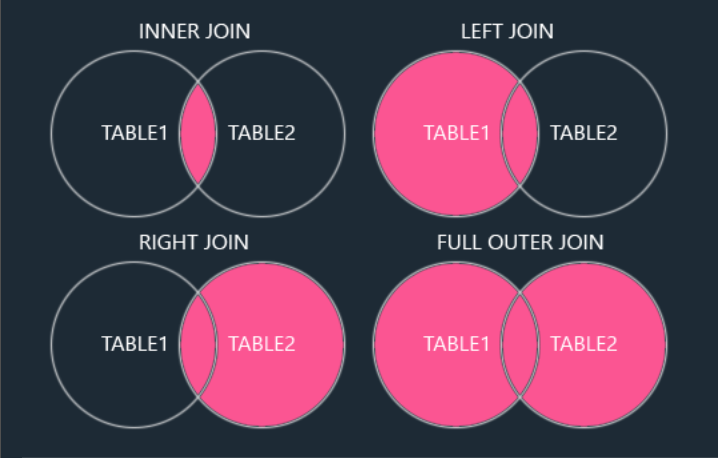 INNER JOIN
LEFT JOIN
TABLE1 TABLE2
TABLE1 TABLE2
RIGHT JOIN
FULL OUTER JOIN
TABLE1 TABLE2
TABLE1 TABLE2